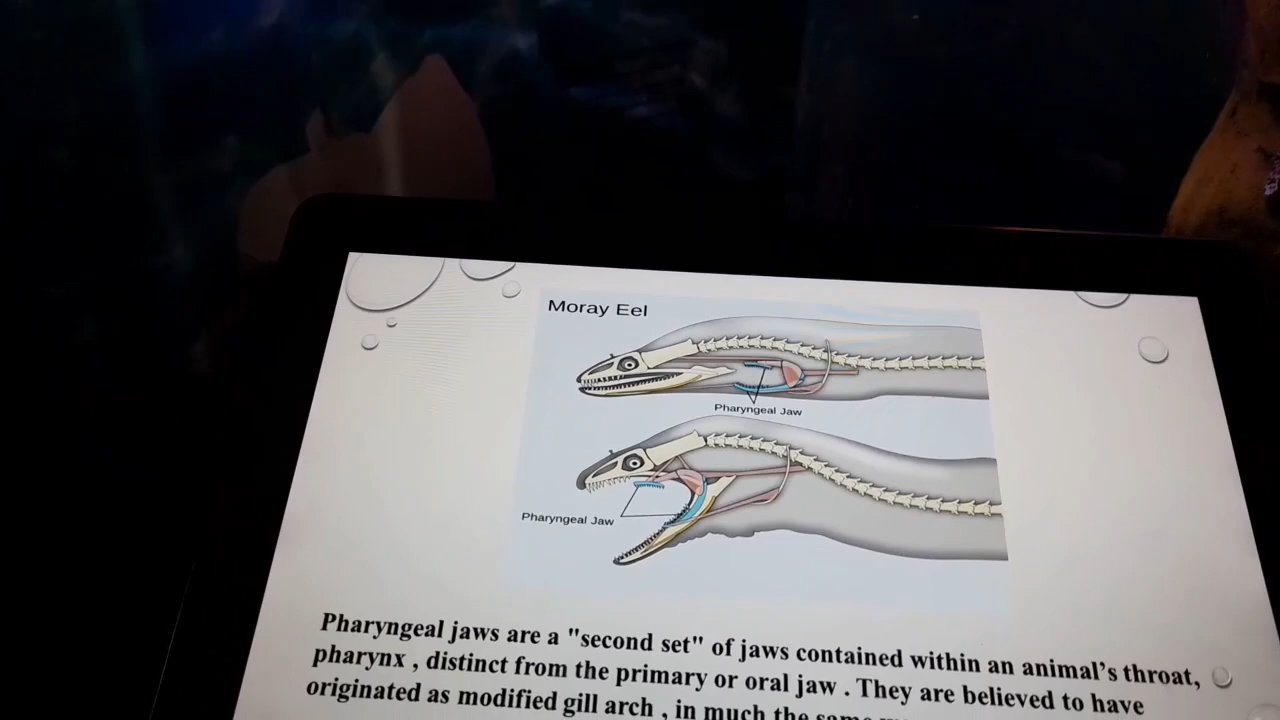 Moray Eel
Pharyngeal Jaw
Pharyngeal Jaw
Pharyngeal jaws are a "second set" of jaws contained within an animal's throat,
pharynx , distinct from the primary or oral jaw . They are believed to have
originated as modified gill arch , in much the same